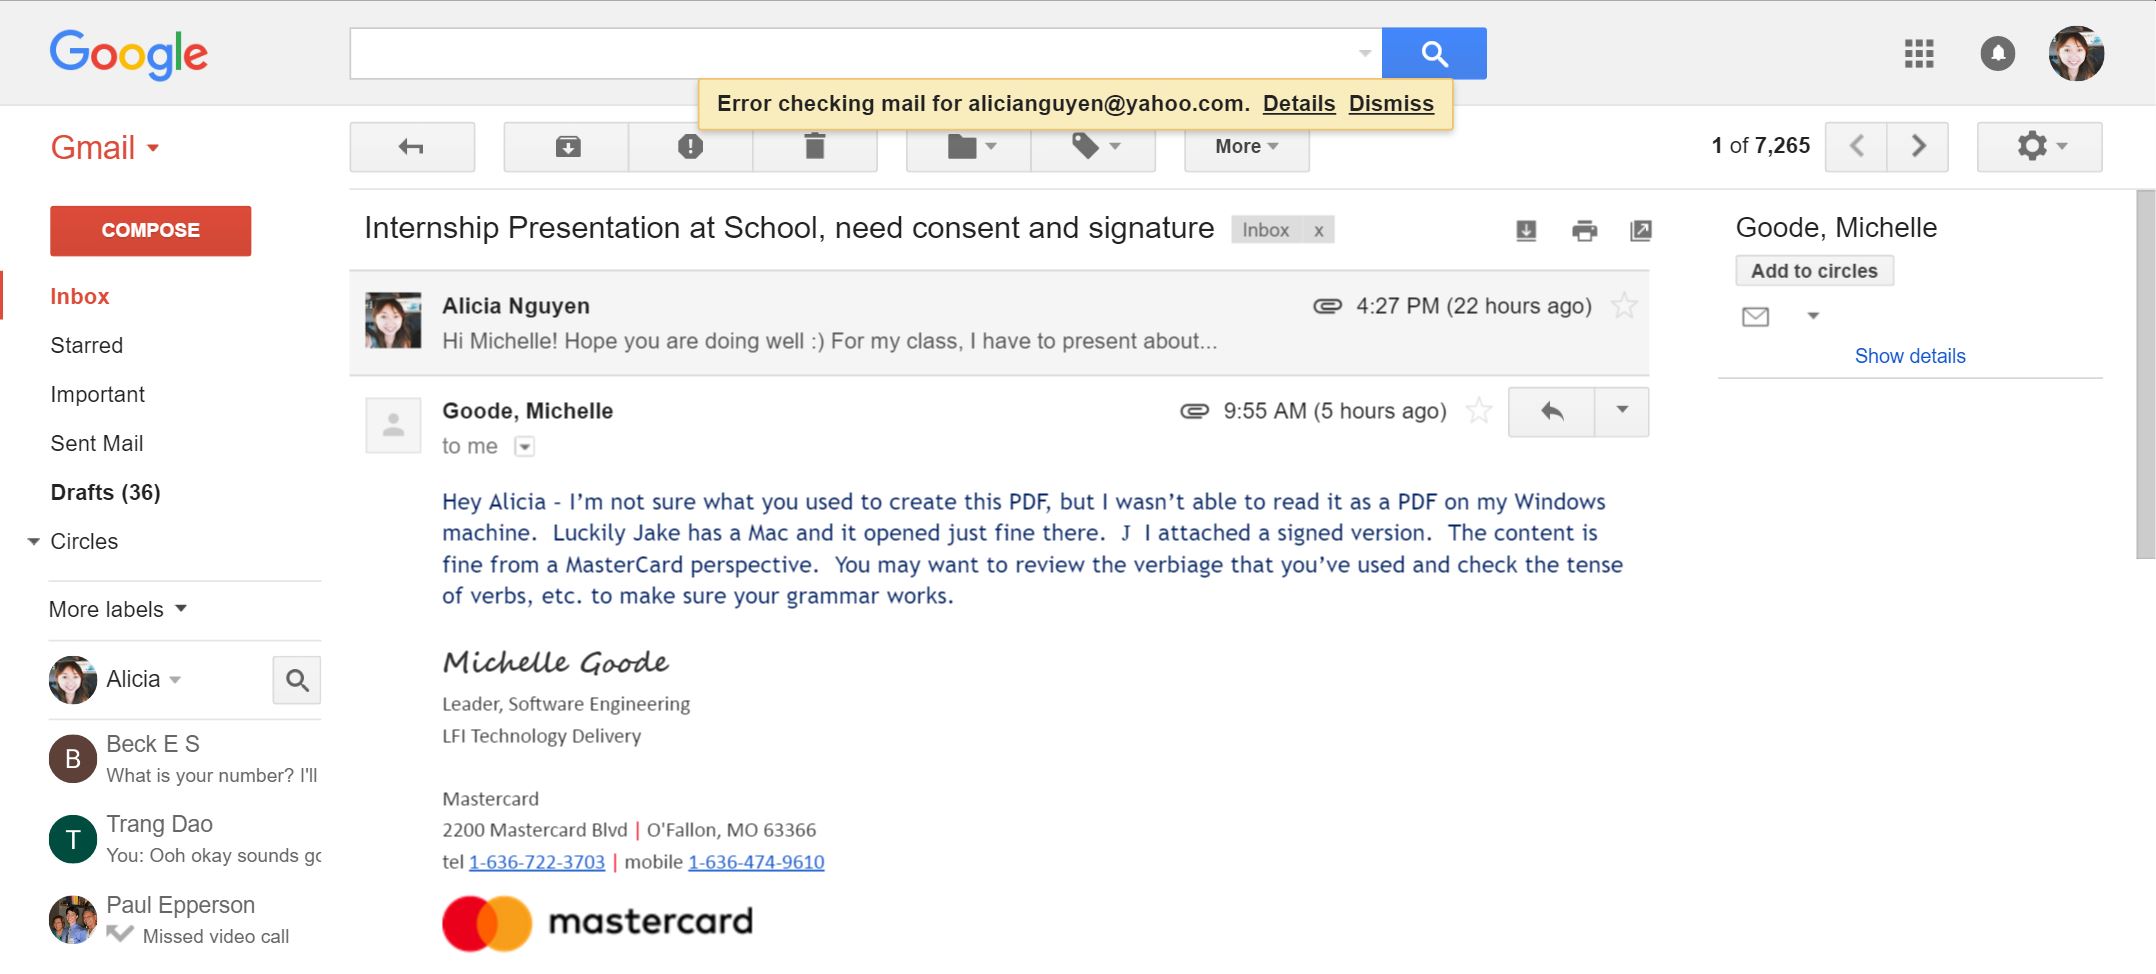 Google
Error checking mail for alicianguyen@yahoo.com. Details Dismiss
Gmail
More
1 of 7,265
COMPOSE
Inbox
Starred
Important
Sent Mail
Drafts (36)
Circles
More labels
Alicia
B
Beck E S
What is your number? I'll
T
Trang Dao
You: Ooh okay sounds gc
Paul Epperson
Missed video call
Internship Presentation at School, need consent and signature Inbox x
Alicia Nguyen 4:27 PM (22 hours ago)
Hi Michelle! Hope you are doing well :) For my class, I have to present about...
Goode, Michelle 9:55 AM (5 hours ago)
to me
Hey Alicia - I’m not sure what you used to create this PDF, but I wasn’t able to read it as a PDF on my Windows
machine. Luckily Jake has a Mac and it opened just fine there. J I attached a signed version. The content is
fine from a MasterCard perspective. You may want to review the verbiage that you’ve used and check the tense
of verbs, etc. to make sure your grammar works.
Michelle Goode
Leader, Software Engineering
LFI Technology Delivery
Mastercard
2200 Mastercard Blvd | O'Fallon, MO 63366
tel 1-636-722-3703 | mobile 1-636-474-9610
mastercard
Goode, Michelle
Add to circles
Show details